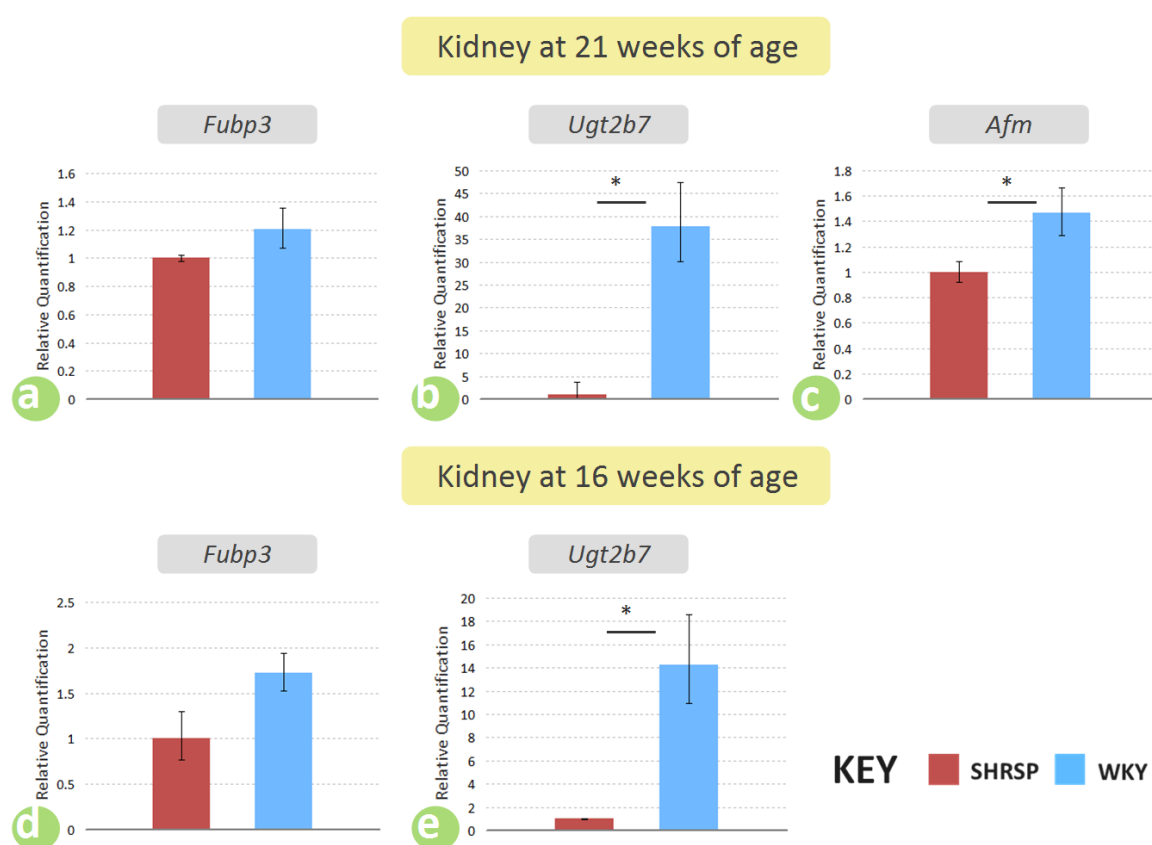 Kidney at 21 weeks of age
Fubp3
Ugt2b7
Afm
Relative Quantification
1.6
1.4
1.2
1
0.8
0.6
0.4
0.2
0
a
Relative Quantification
50
45
40
35
30
25
20
15
10
5
0
*
b
Relative Quantification
1.8
1.6
1.4
1.2
1
0.8
0.6
0.4
0.2
0
*
c
Kidney at 16 weeks of age
Fubp3
Ugt2b7
Relative Quantification
2.5
2
1.5
1
0.5
0
d
Relative Quantification
20
18
16
14
12
10
8
6
4
2
0
*
e
KEY SHRSP WKY